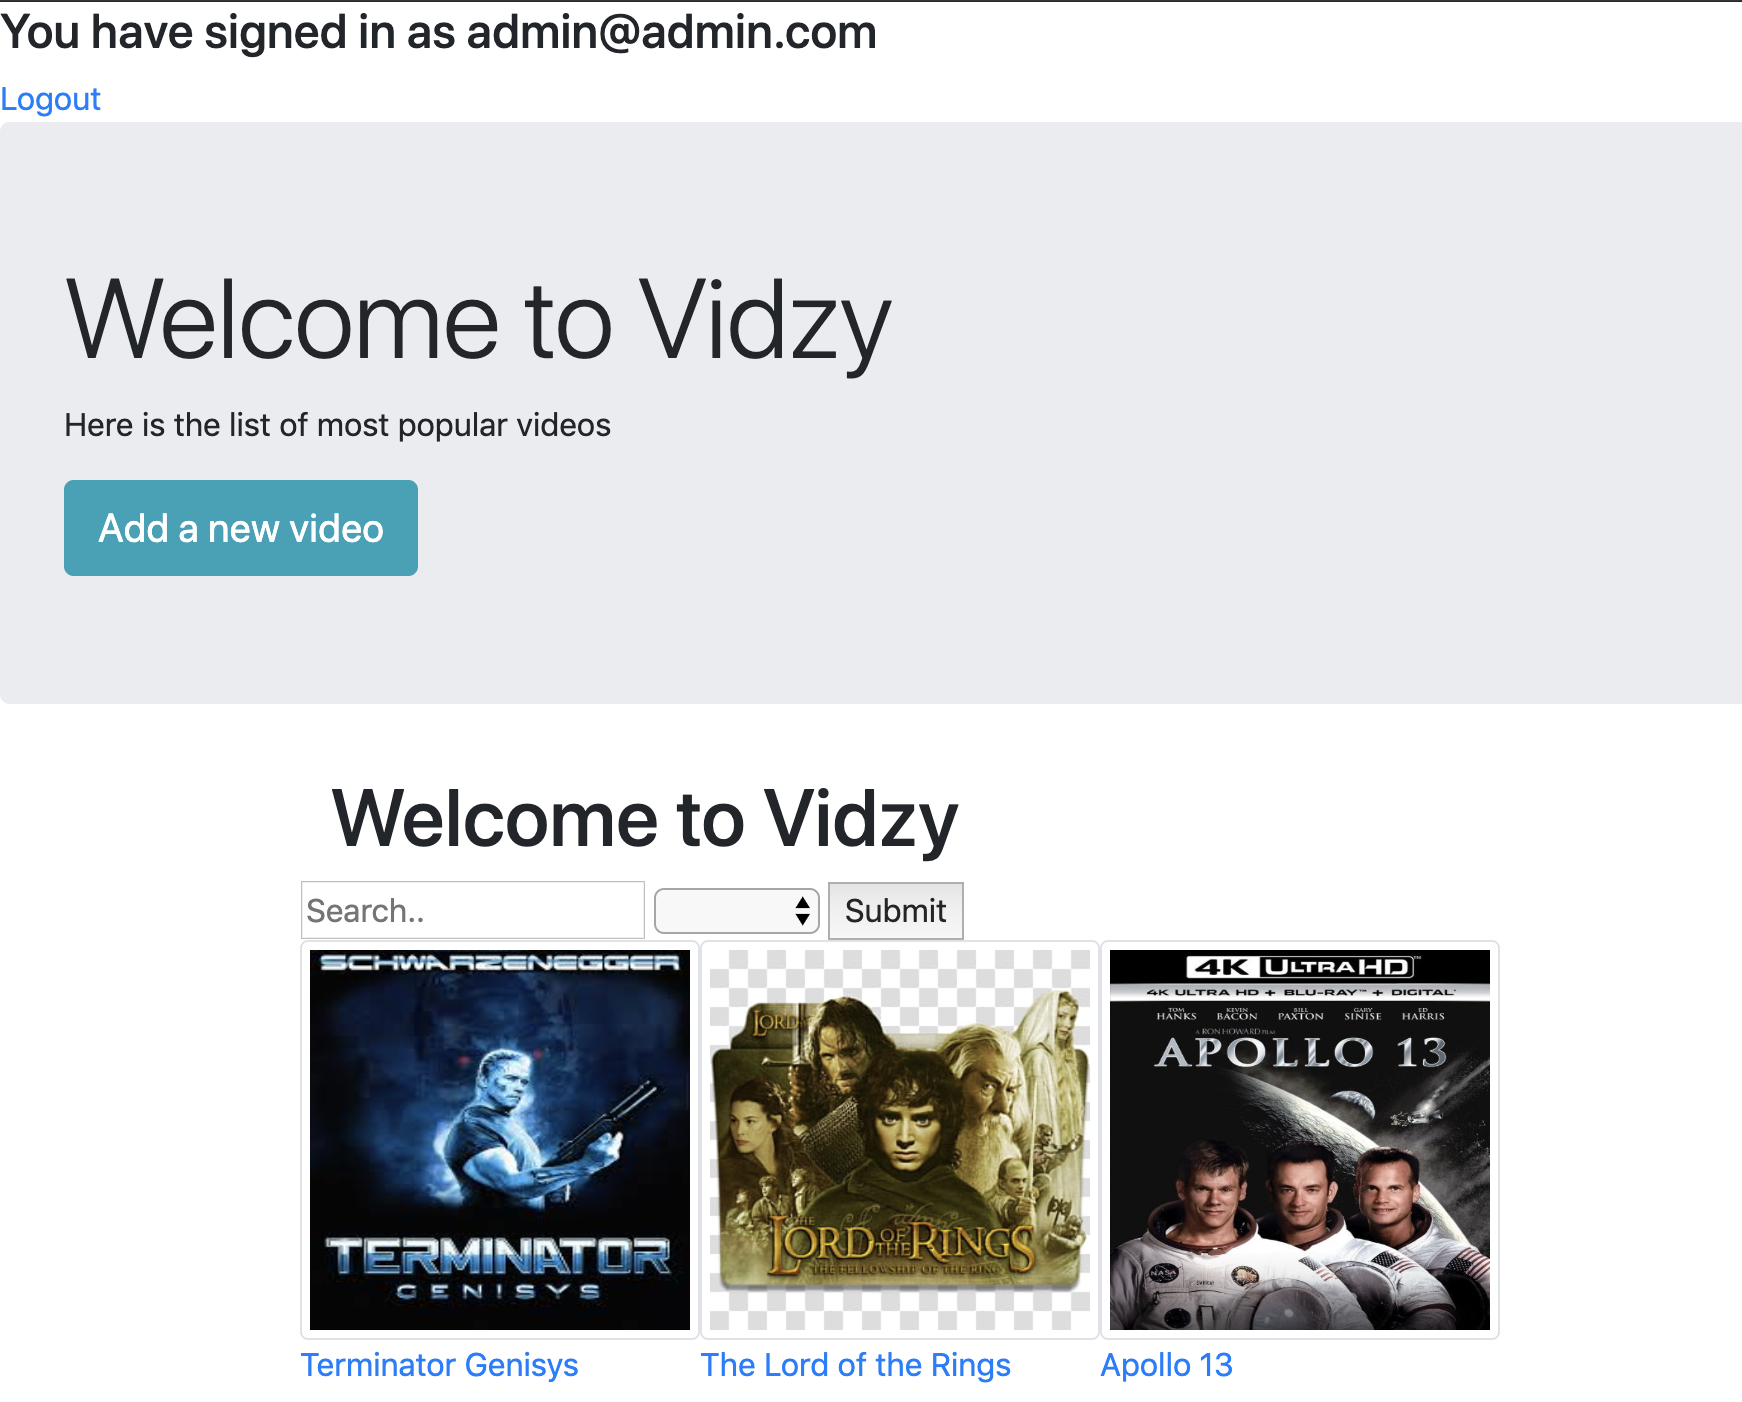 You have signed in as admin@admin.com
Logout
Welcome to Vidzy
Here is the list of most popular videos
Add a new video
Welcome to Vidzy
Search.. Submit
SCHWARZENEGGER
TERMINATOR
GENISYS
LORD
THE LORD OF THE RINGS
THE FELLOWSHIP OF THE RING
4K ULTRA HD
4K ULTRA HD + BLU-RAY™ + DIGITAL
TOM HANKS KEVIN BACON BILL PAXTON GARY SINISE ED HARRIS
A RON HOWARD FILM
APOLLO 13
NASA
Terminator Genisys The Lord of the Rings Apollo 13